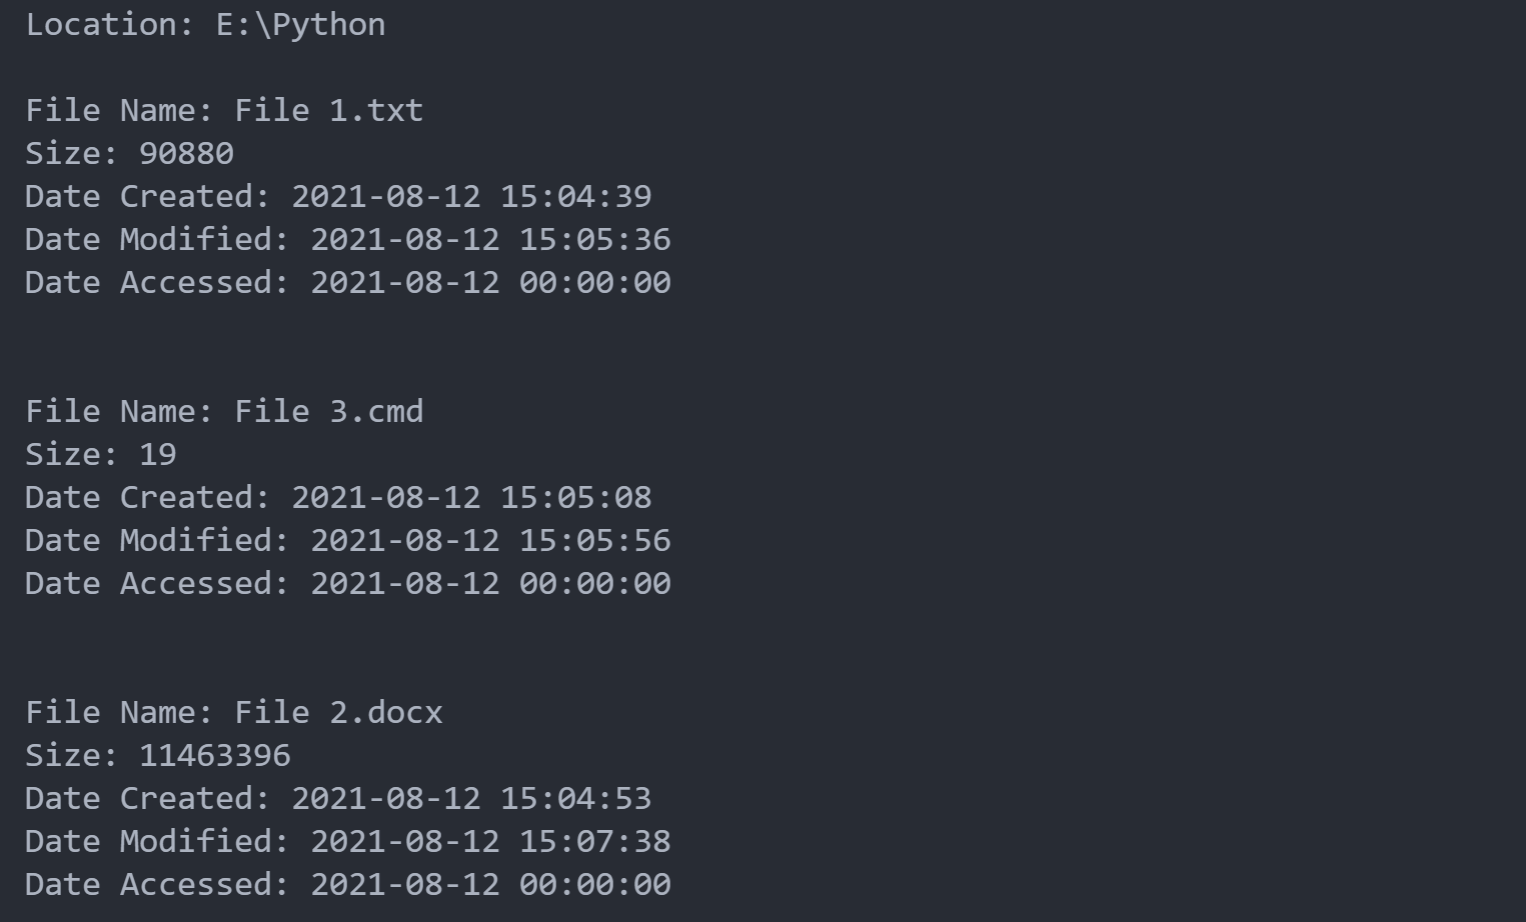 Location: E:\Python
File Name: File 1.txt
Size: 90880
Date Created: 2021-08-12 15:04:39
Date Modified: 2021-08-12 15:05:36
Date Accessed: 2021-08-12 00:00:00
File Name: File 3.cmd
Size: 19
Date Created: 2021-08-12 15:05:08
Date Modified: 2021-08-12 15:05:56
Date Accessed: 2021-08-12 00:00:00
File Name: File 2.docx
Size: 11463396
Date Created: 2021-08-12 15:04:53
Date Modified: 2021-08-12 15:07:38
Date Accessed: 2021-08-12 00:00:00